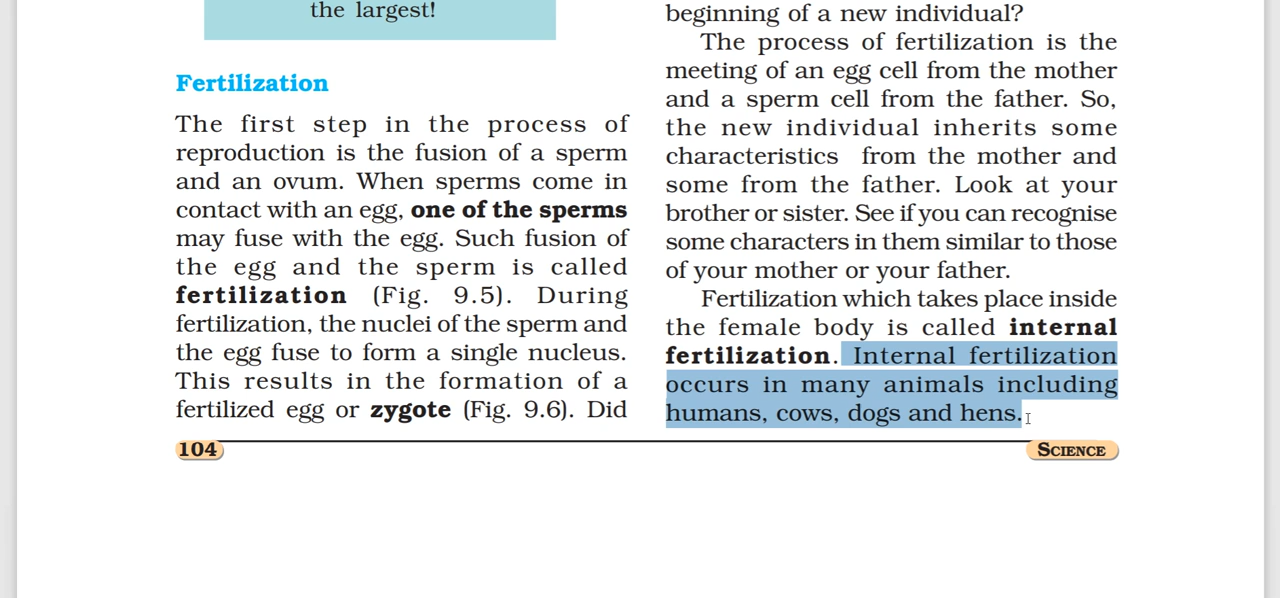 the largest!
Fertilization
The first step in the process of
reproduction is the fusion of a sperm
and an ovum. When sperms come in
contact with an egg, one of the sperms
may fuse with the egg. Such fusion of
the egg and the sperm is called
fertilization (Fig. 9.5). During
fertilization, the nuclei of the sperm and
the egg fuse to form a single nucleus.
This results in the formation of a
fertilized egg or zygote (Fig. 9.6). Did
beginning of a new individual?
The process of fertilization is the
meeting of an egg cell from the mother
and a sperm cell from the father. So,
the new individual inherits some
characteristics from the mother and
some from the father. Look at your
brother or sister. See if you can recognise
some characters in them similar to those
of your mother or your father.
Fertilization which takes place inside
the female body is called internal
fertilization. Internal fertilization
occurs in many animals including
humans, cows, dogs and hens.
104
SCIENCE